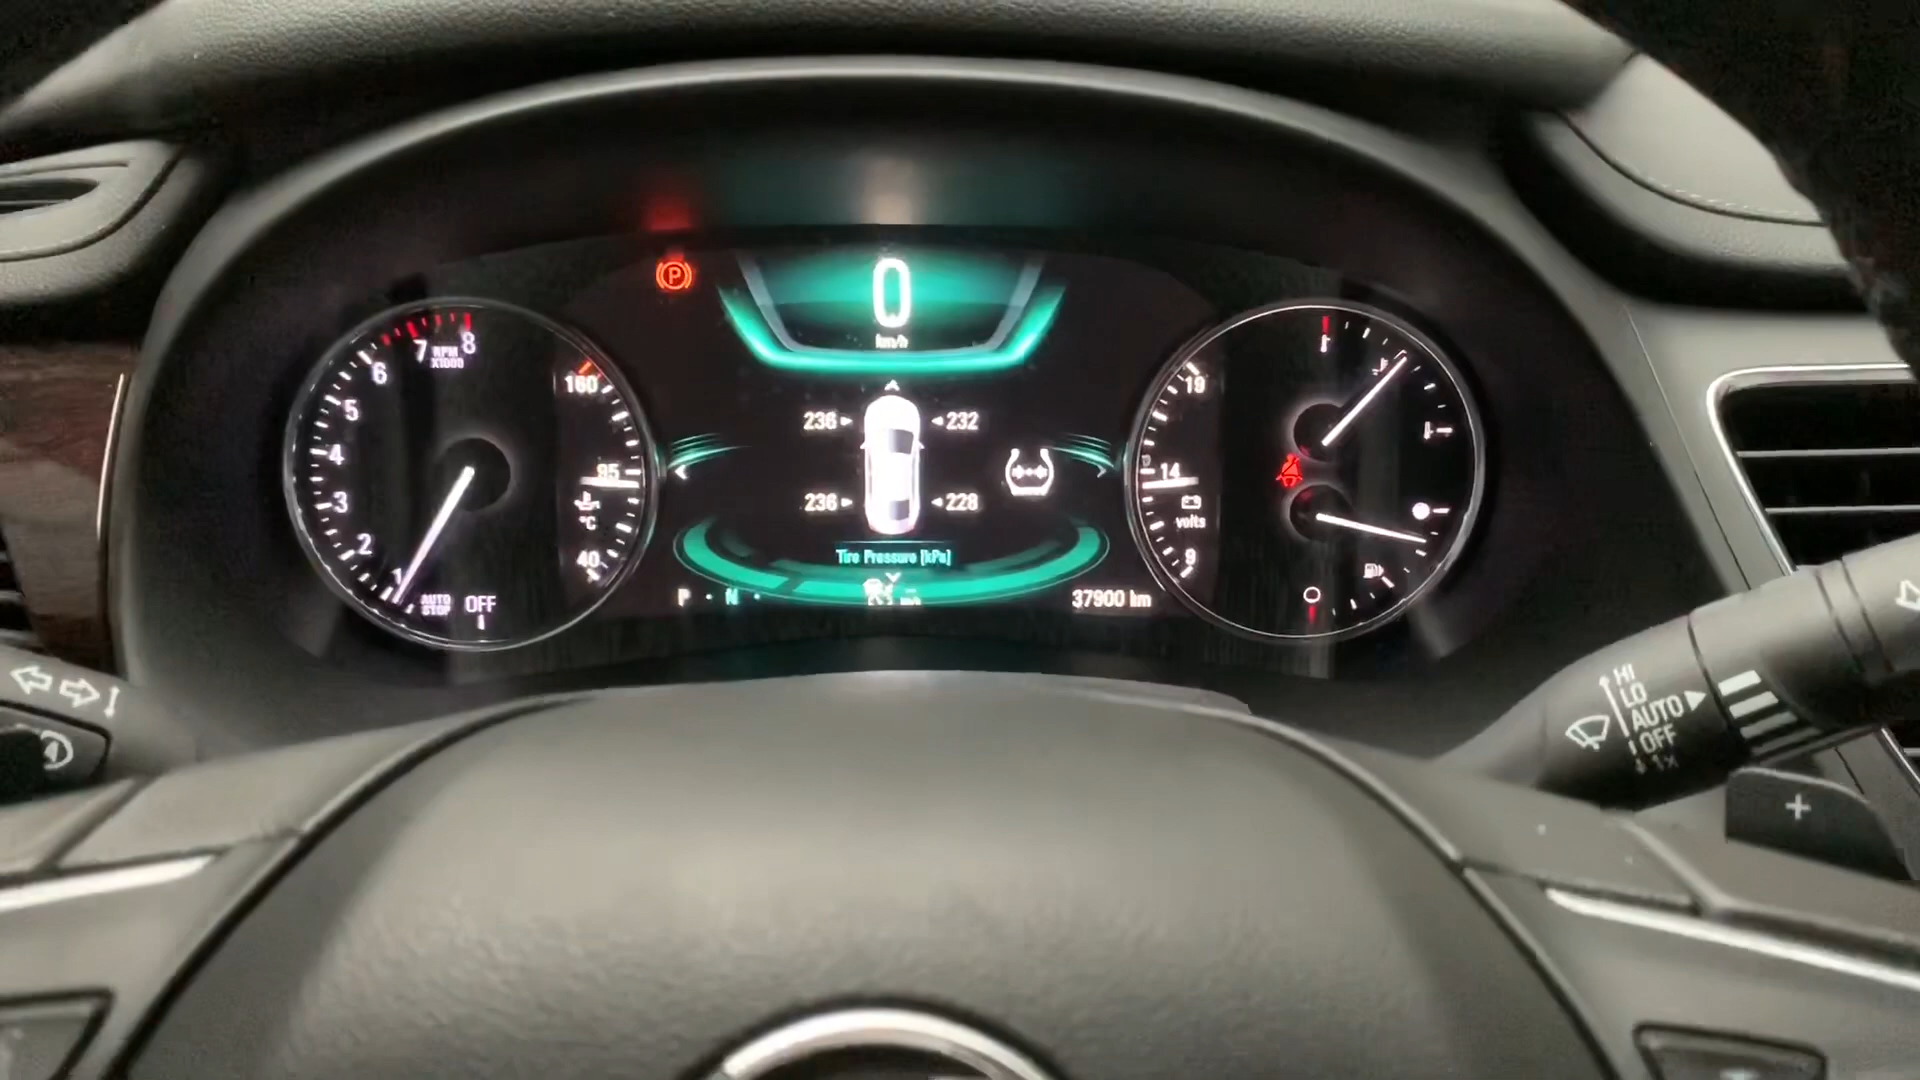 P
0
km/h
7 8
RPM
X1000
6
5
4
3
2
1
AUTO
STOP
OFF
160
95
°C
40
236 232
236 228
Tire Pressure [kPa]
P N
37900 km
19
14
volts
9
HI
LO
AUTO
OFF
1x
+